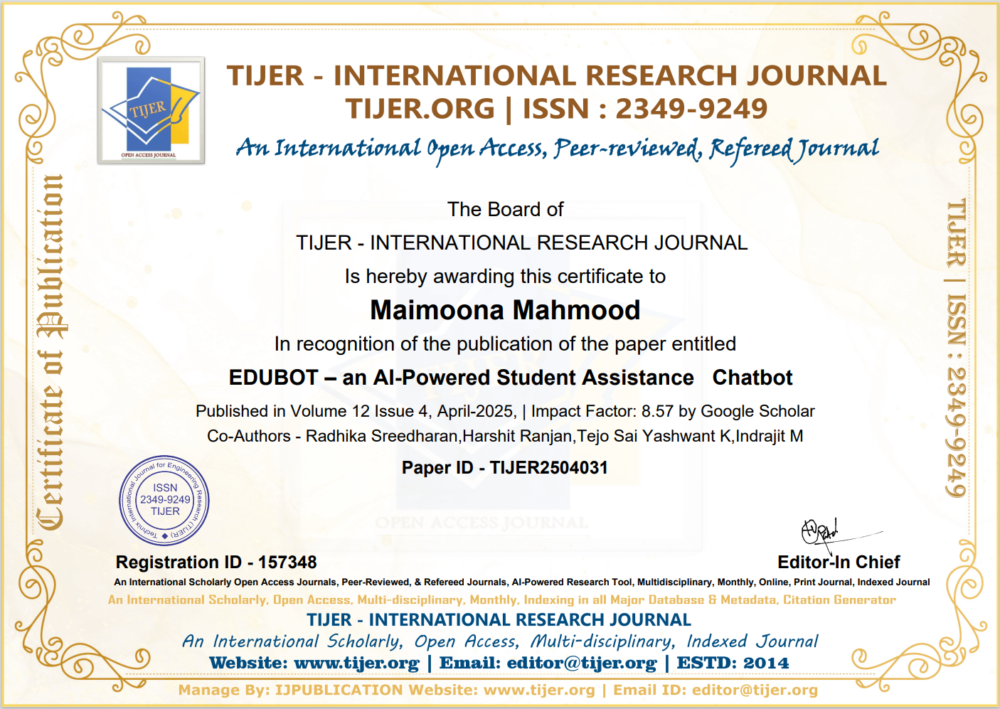 TIJER
OPEN ACCESS JOURNAL
TIJER - INTERNATIONAL RESEARCH JOURNAL
TIJER.ORG | ISSN : 2349-9249
An International Open Access, Peer-reviewed, Refereed Journal
Certificate of Publication
TIJER | ISSN : 2349-9249
The Board of
TIJER - INTERNATIONAL RESEARCH JOURNAL
Is hereby awarding this certificate to
Maimoona Mahmood
In recognition of the publication of the paper entitled
EDUBOT – an AI-Powered Student Assistance   Chatbot
Published in Volume 12 Issue 4, April-2025, | Impact Factor: 8.57 by Google Scholar
Co-Authors - Radhika Sreedharan,Harshit Ranjan,Tejo Sai Yashwant K,Indrajit M
Paper ID - TIJER2504031
OPEN ACCESS JOURNAL
Technix International Journal for Engineering Research (TIJER)
ISSN
2349-9249
TIJER
Registration ID - 157348
Editor-In Chief
An International Scholarly Open Access Journals, Peer-Reviewed, & Refereed Journals, AI-Powered Research Tool, Multidisciplinary, Monthly, Online, Print Journal, Indexed Journal
An International Scholarly, Open Access, Multi-disciplinary, Monthly, Indexing in all Major Database & Metadata, Citation Generator
TIJER - INTERNATIONAL RESEARCH JOURNAL
An International Scholarly, Open Access, Multi-disciplinary, Indexed Journal
Website: www.tijer.org | Email: editor@tijer.org | ESTD: 2014
Manage By: IJPUBLICATION Website: www.tijer.org | Email ID: editor@tijer.org